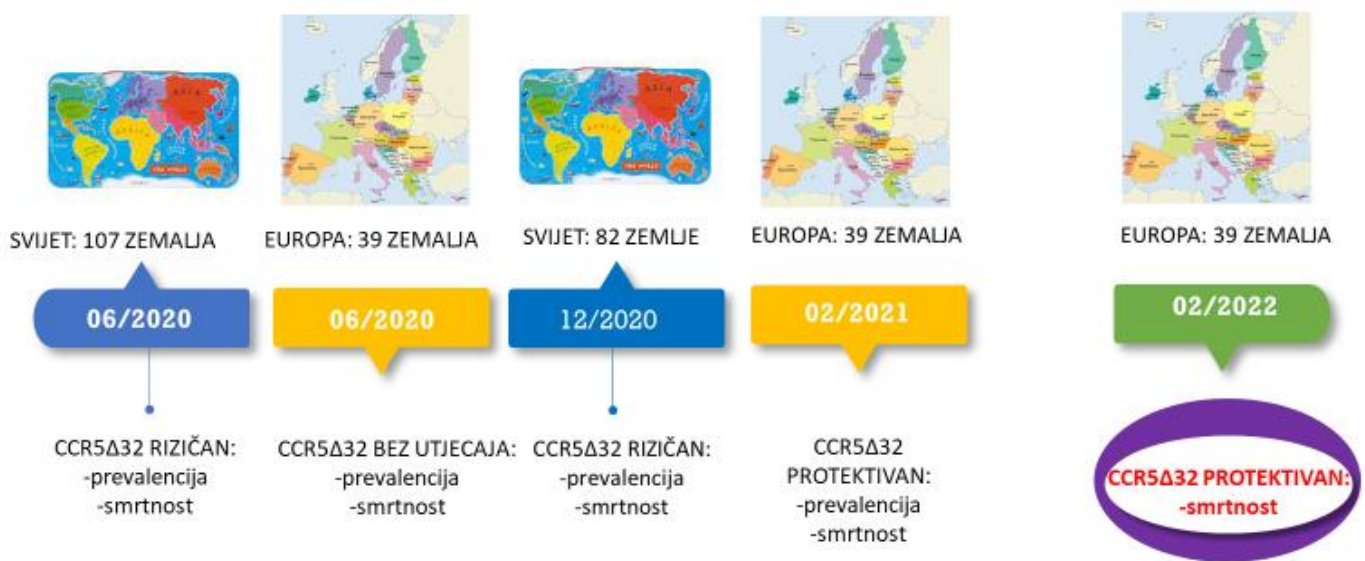 SVIJET: 107 ZEMALJA
EUROPA: 39 ZEMALJA
SVIJET: 82 ZEMLJE
EUROPA: 39 ZEMALJA
EUROPA: 39 ZEMALJA
06/2020
06/2020
12/2020
02/2021
02/2022
CCR5Δ32 RIZIČAN:
-prevalencija
-smrtnost
CCR5Δ32 BEZ UTJECAJA:
-prevalencija
-smrtnost
CCR5Δ32 RIZIČAN:
-prevalencija
-smrtnost
CCR5Δ32
PROTEKTIVAN:
-prevalencija
-smrtnost
CCR5Δ32 PROTEKTIVAN:
-smrtnost